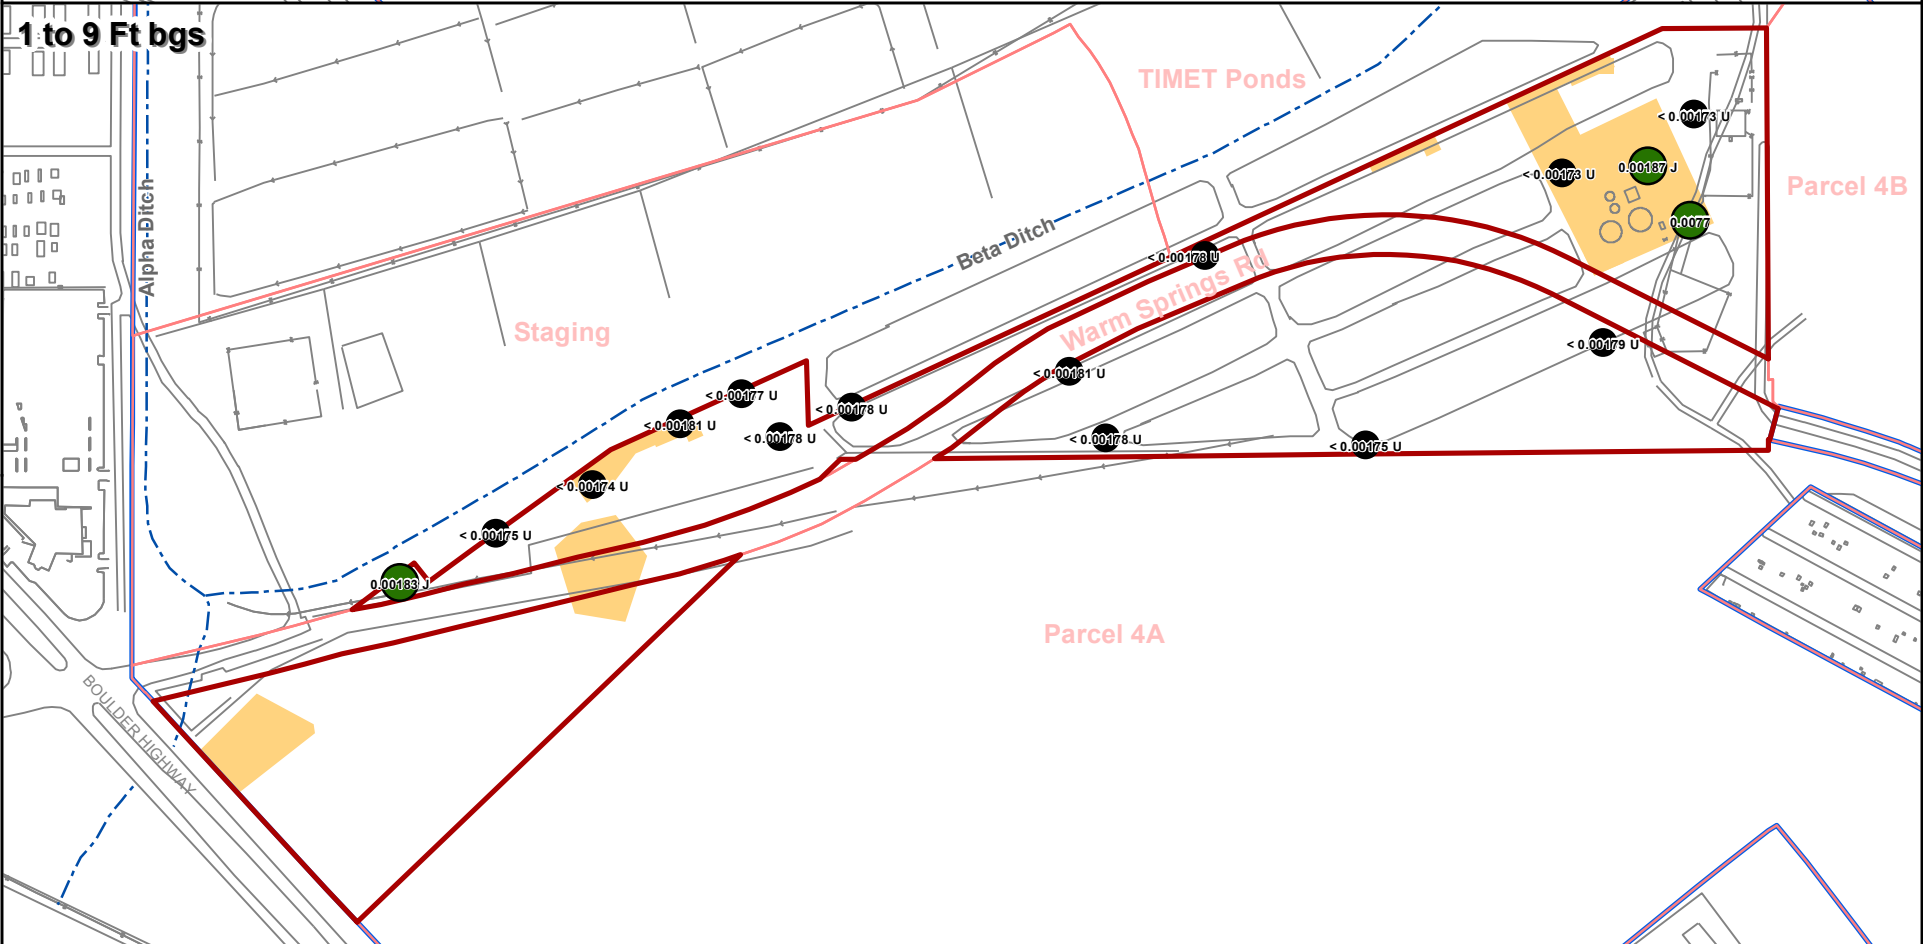 1 to 9 Ft bgs
TIMET Ponds
< 0.00173 U
< 0.00173 U
0.00187 J
Parcel 4B
Alpha Ditch
0.0077
Beta Ditch
< 0.00178 U
Warm Springs Rd
Staging
< 0.00179 U
< 0.00181 U
< 0.00177 U
< 0.00178 U
< 0.00181 U
< 0.00178 U
< 0.00178 U
< 0.00175 U
< 0.00174 U
< 0.00175 U
0.00183 J
Parcel 4A
BOULDER HIGHWAY